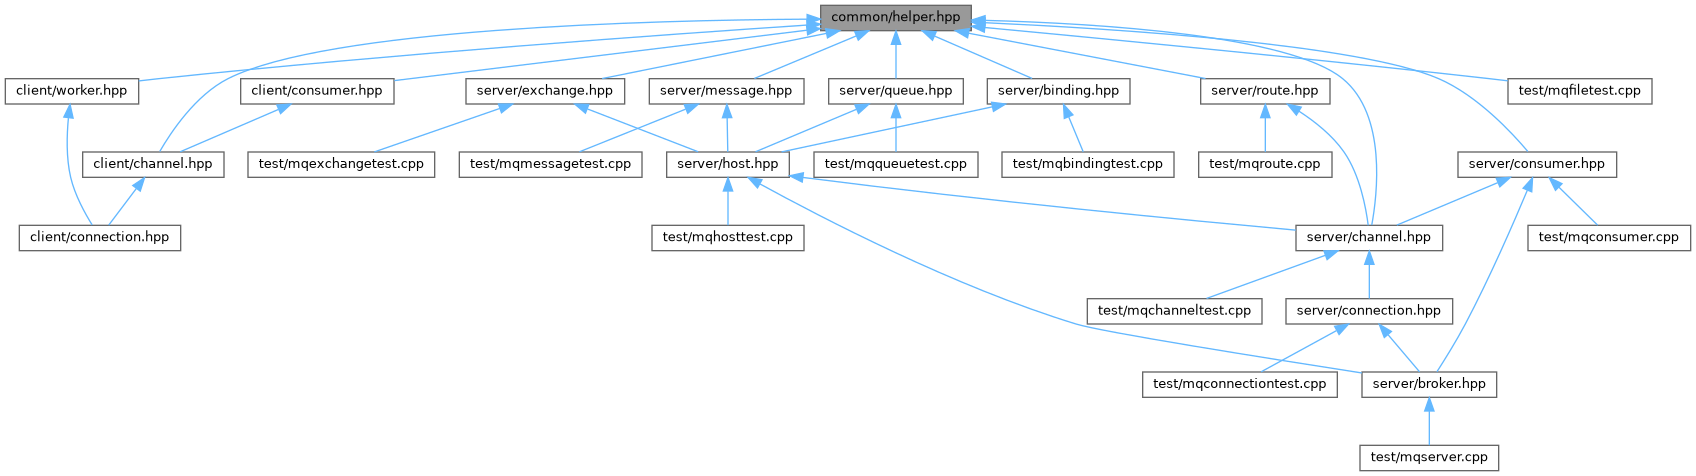 common/helper.hpp
client/worker.hpp
client/consumer.hpp
server/exchange.hpp
server/message.hpp
server/queue.hpp
server/binding.hpp
server/route.hpp
test/mqfiletest.cpp
client/channel.hpp
test/mqexchangetest.cpp
test/mqmessagetest.cpp
server/host.hpp
test/mqqueuetest.cpp
test/mqbindingtest.cpp
test/mqroute.cpp
server/consumer.hpp
client/connection.hpp
test/mqhosttest.cpp
server/channel.hpp
test/mqconsumer.cpp
test/mqchanneltest.cpp
server/connection.hpp
test/mqconnectiontest.cpp
server/broker.hpp
test/mqserver.cpp